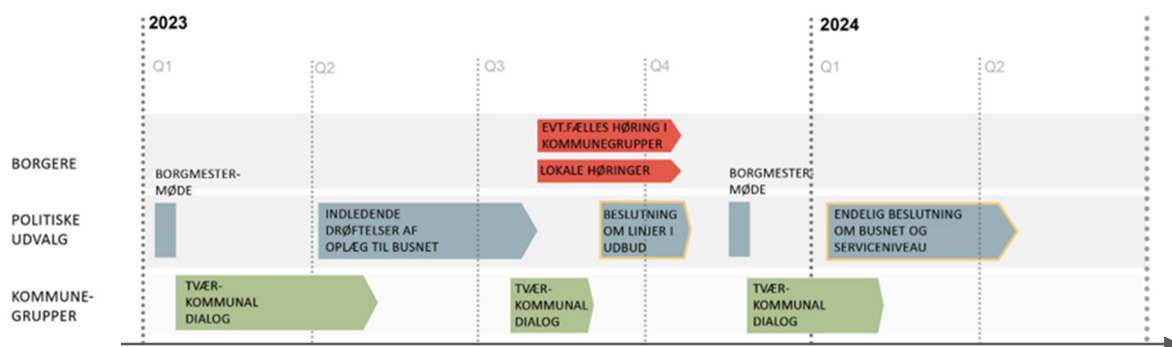 2023
2024
Q1
Q2
Q3
Q4
Q1
Q2
BORGERE
EVT.FÆLLES HØRING I
KOMMUNEGRUPPER
LOKALE HØRINGER
POLITISKE
UDVALG
BORGMESTER-
MØDE
INDLEDENDE
DRØFTELSER AF
OPLÆG TIL BUSNET
BESLUTNING
OM LINJER I
UDBUD
BORGMESTER-
MØDE
ENDELIG BESLUTNING
OM BUSNET OG
SERVICENIVEAU
KOMMUNE-
GRUPPER
TVÆR-
KOMMUNAL
DIALOG
TVÆR-
KOMMUNAL
DIALOG
TVÆR-
KOMMUNAL
DIALOG